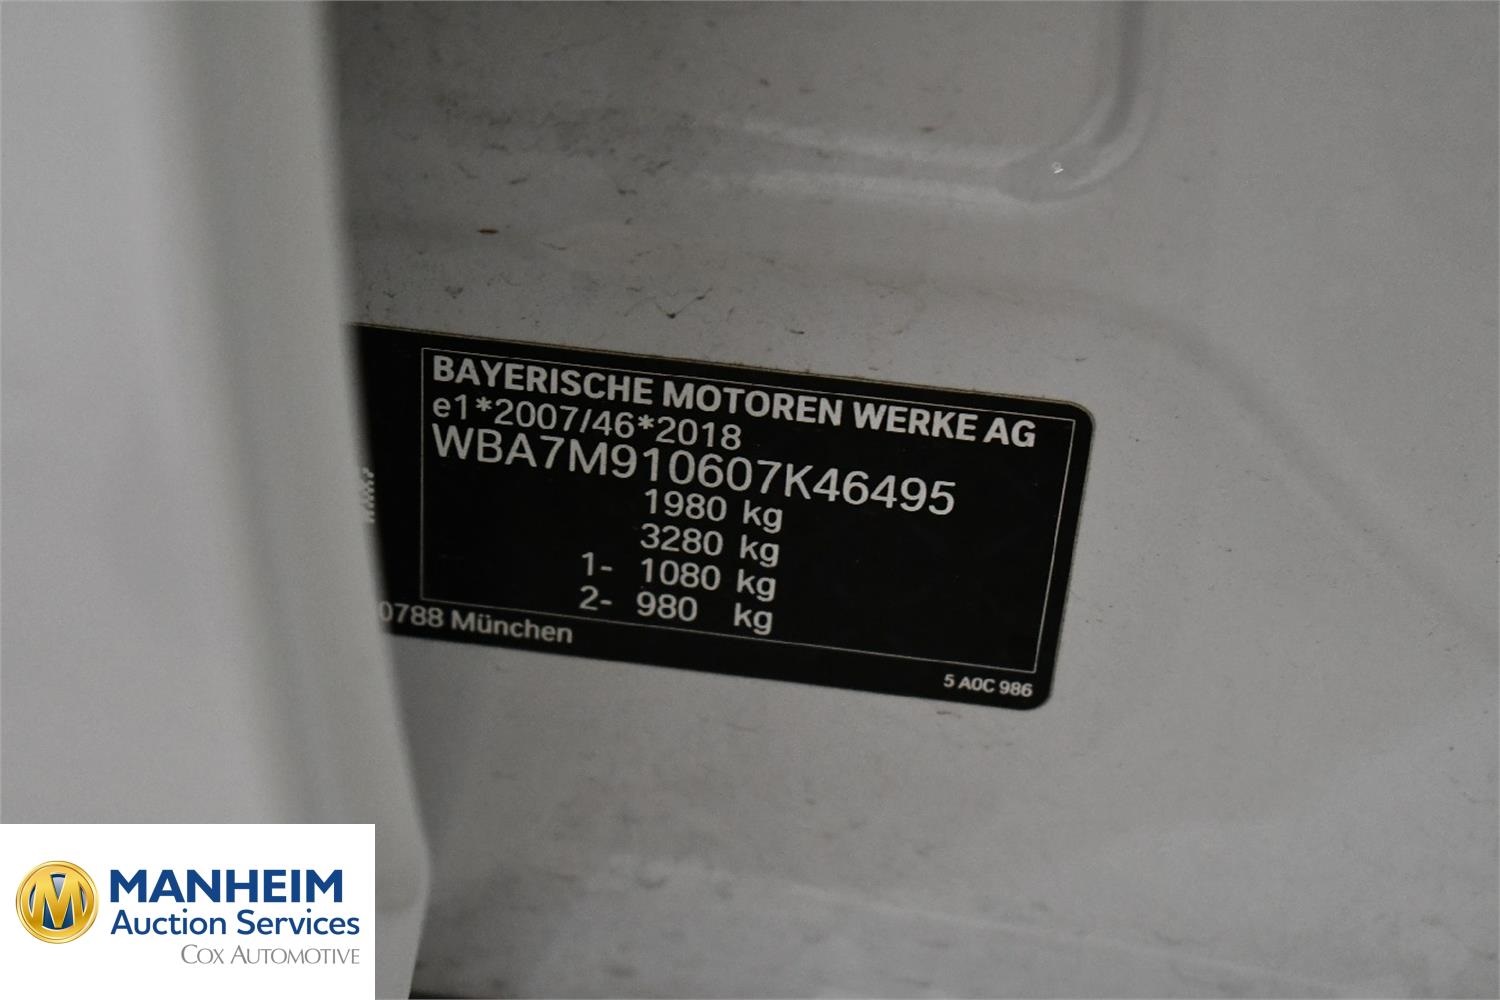 BAYERISCHE MOTOREN WERKE AG
e1*2007/46*2018
WBA7M910607K46495
1980 kg
3280 kg
1- 1080 kg
2- 980 kg
0788 München
5 A0C 986
MANHEIM
Auction Services
COX AUTOMOTIVE